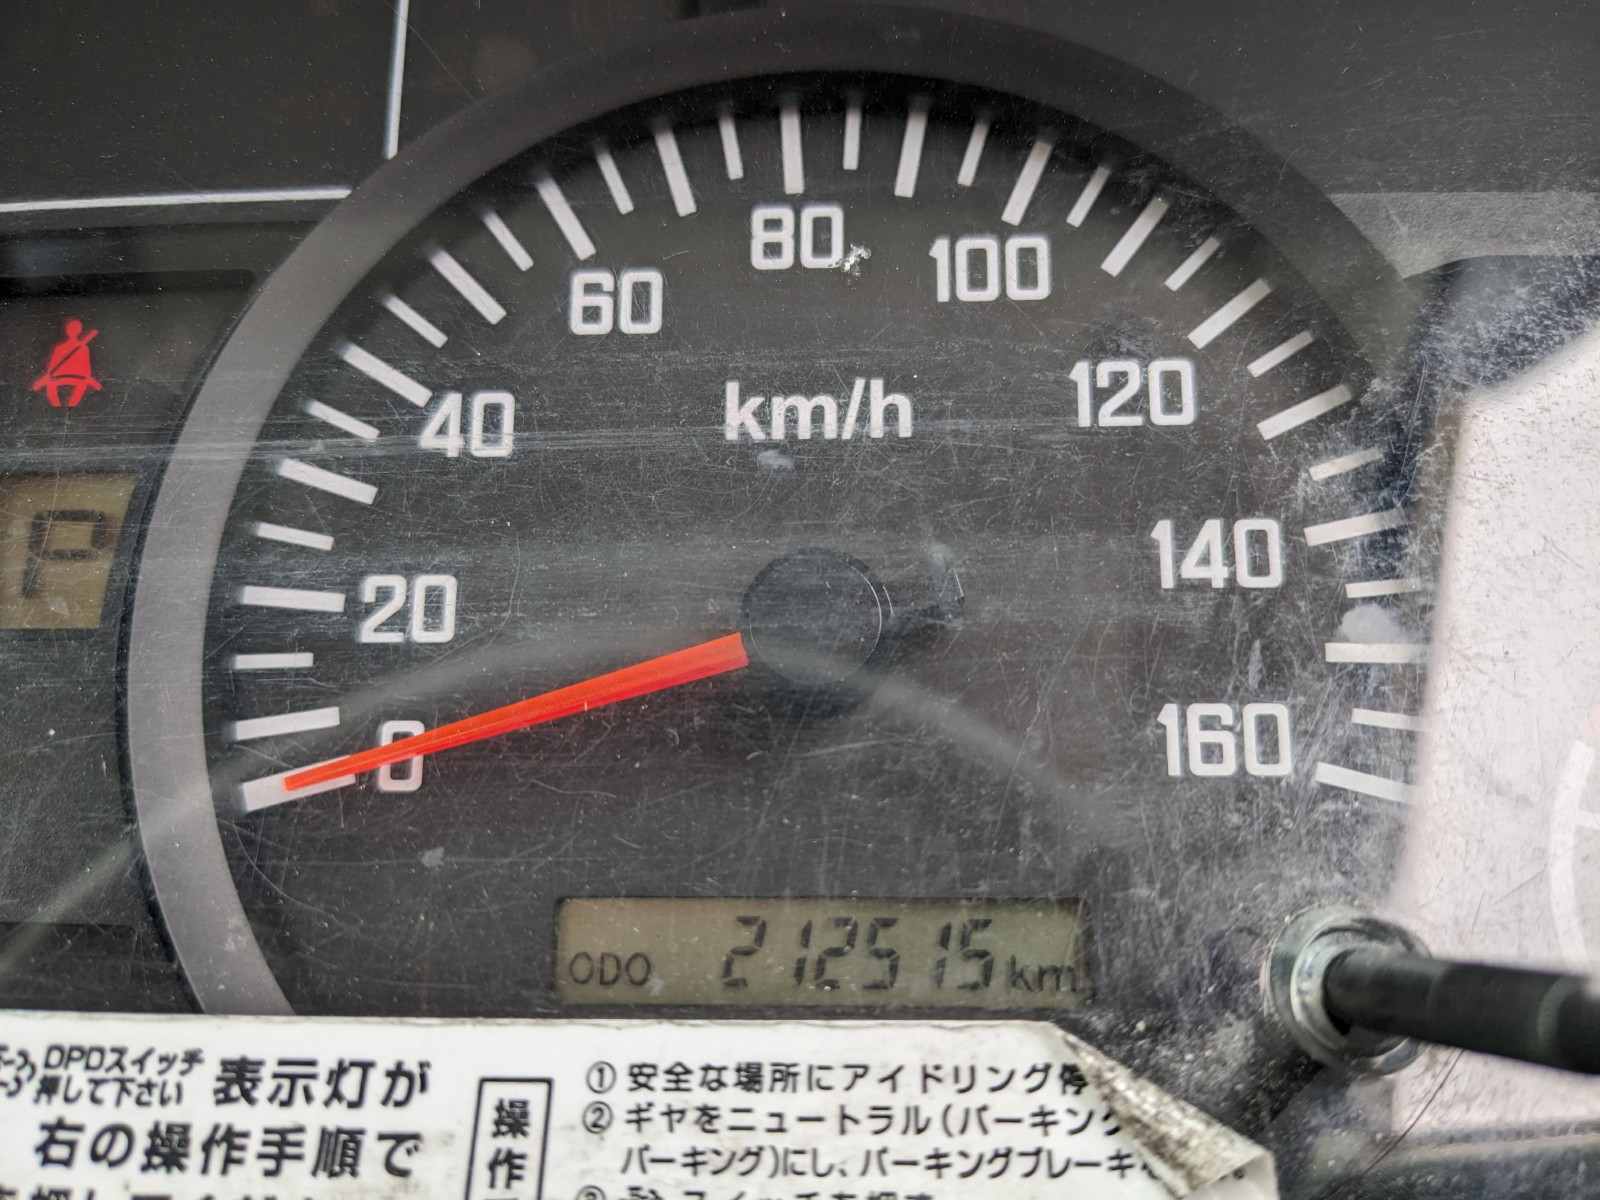 80
100
60
120
40
km/h
P
140
20
160
0
ODO 212515 km
DPDスイッチ
押して下さい
表示灯が
右の操作手順で
操作
① 安全な場所にアイドリング停
② ギヤをニュートラル(パーキング
パーキング)にし、パーキングブレーキ